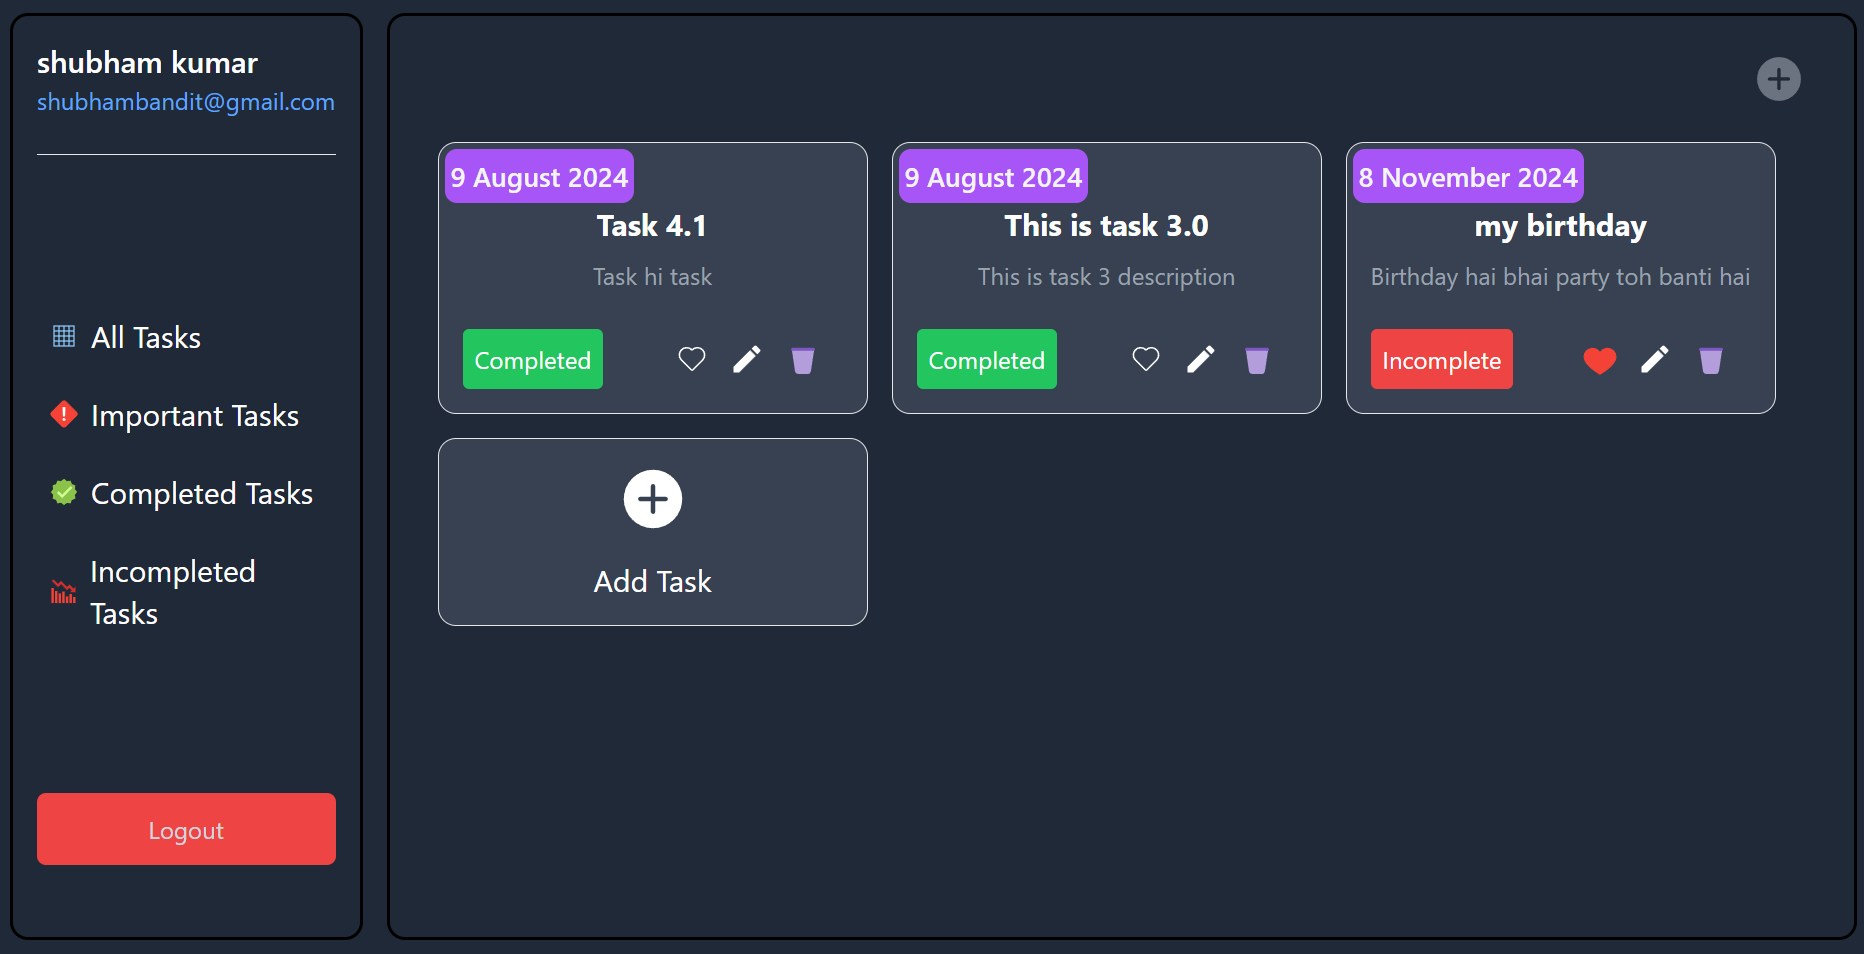 shubham kumar
shubhambandit@gmail.com
All Tasks
Important Tasks
Completed Tasks
Incompleted
Tasks
Logout
9 August 2024
Task 4.1
Task hi task
Completed
9 August 2024
This is task 3.0
This is task 3 description
Completed
8 November 2024
my birthday
Birthday hai bhai party toh banti hai
Incomplete
Add Task